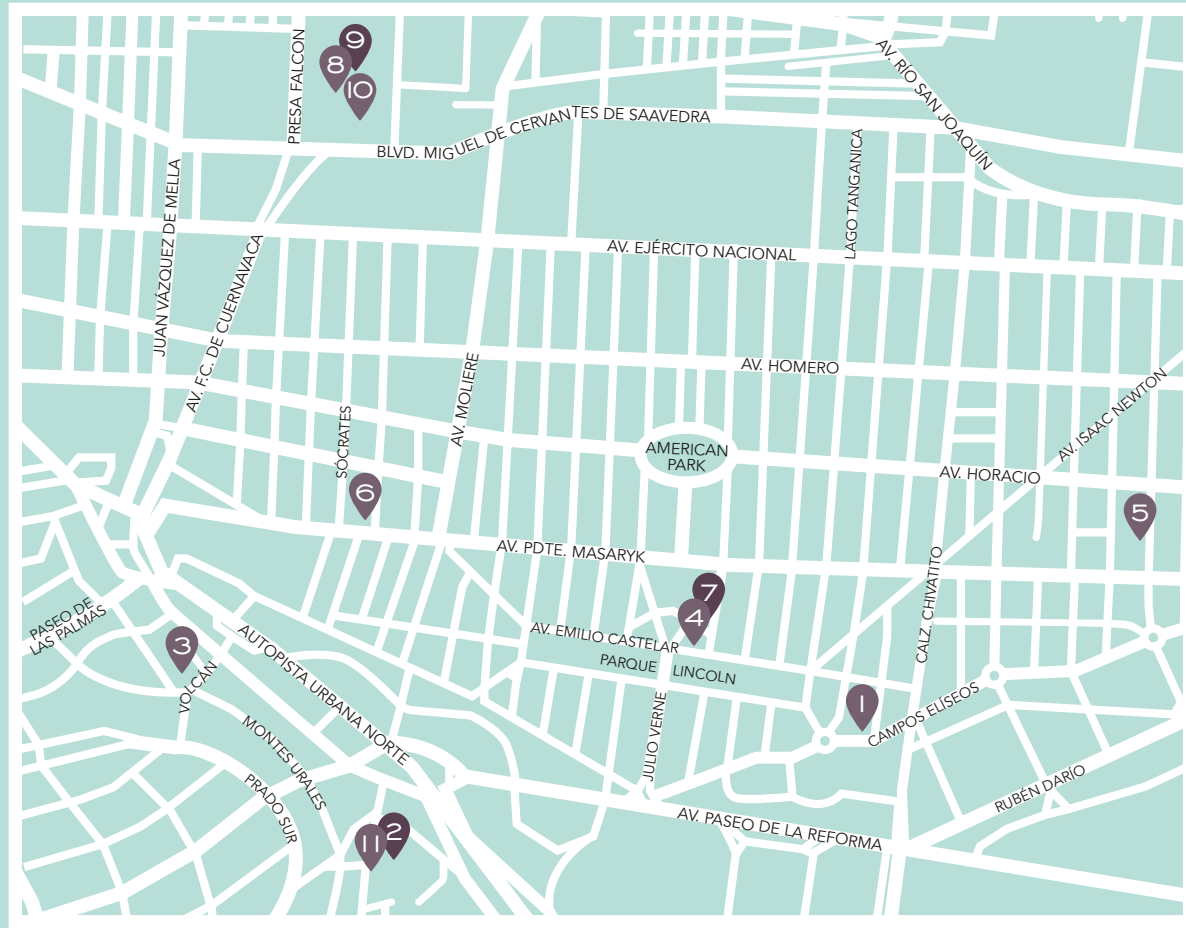 9
8
10
PRESA FALCON
AV. RÍO SAN JOAQUÍN
BLVD. MIGUEL DE CERVANTES DE SAAVEDRA
LAGO TANGANICA
JUAN VÁZQUEZ DE MELLA
AV. EJÉRCITO NACIONAL
AV. F.C. DE CUERNAVACA
AV. HOMERO
AV. MOLIERE
AV. ISAAC NEWTON
SÓCRATES
AMERICAN
PARK
AV. HORACIO
6
5
AV. PDTE. MASARYK
CALZ. CHIVATITO
7
4
PASEO DE
LAS PALMAS
3
AUTOPISTA URBANA NORTE
AV. EMILIO CASTELAR
PARQUE LINCOLN
VOLCÁN
JULIO VERNE
1
CAMPOS ELÍSEOS
MONTES URALES
PRADO SUR
RUBÉN DARÍO
AV. PASEO DE LA REFORMA
2
11